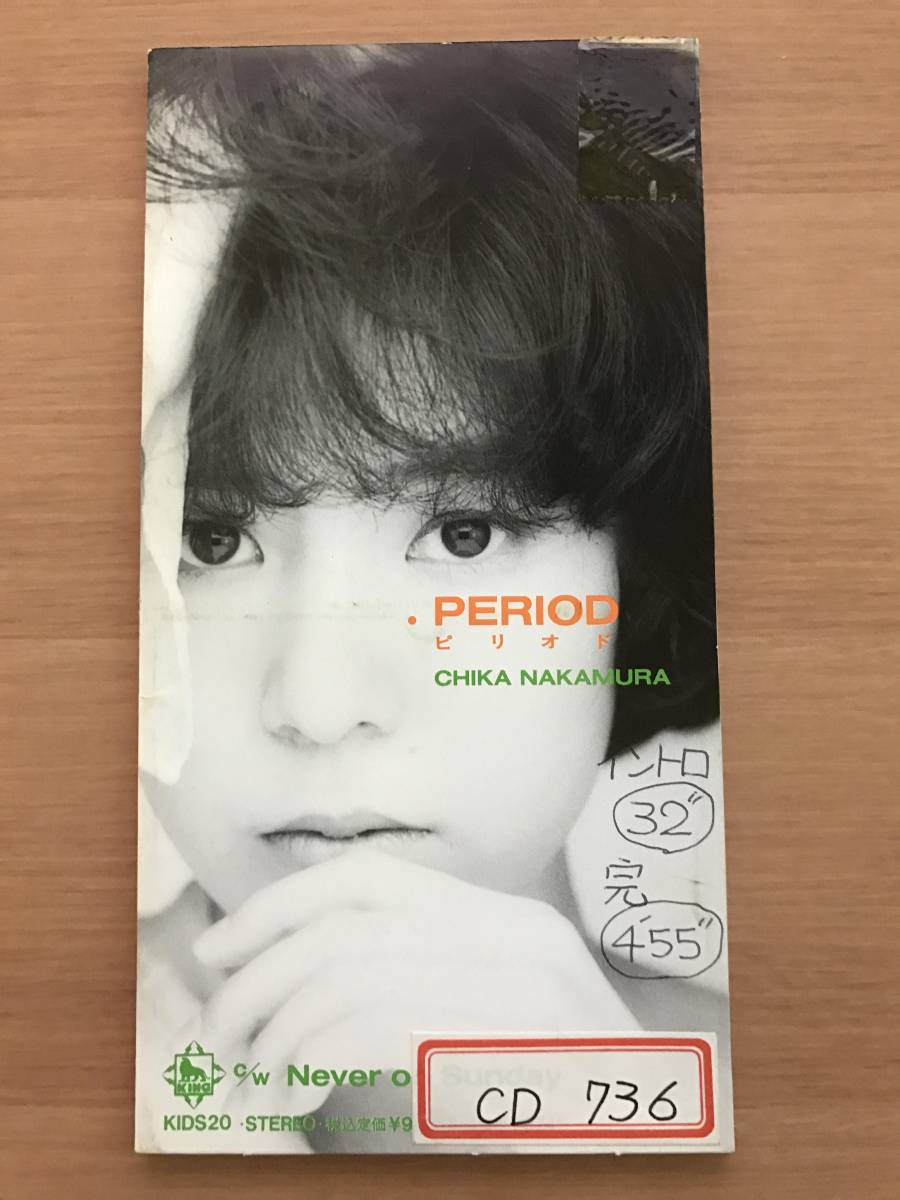 . PERIOD
ピリオド
CHIKA NAKAMURA
イントロ
32"
完
4'55"
KING
C/W Never o Sunday
KIDS20 ·STEREO·税込定価¥9
CD 736